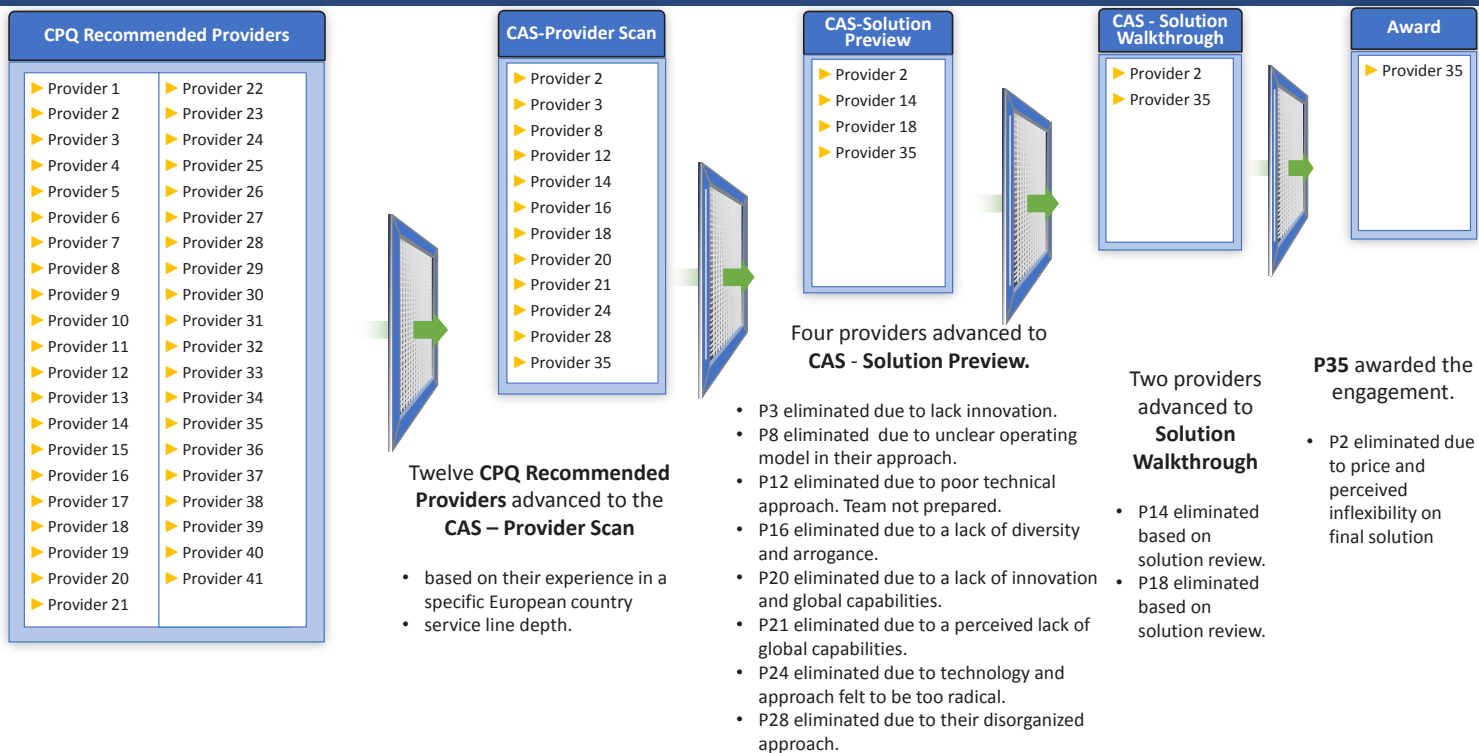 CPQ Recommended Providers
Provider 1
Provider 2
Provider 3
Provider 4
Provider 5
Provider 6
Provider 7
Provider 8
Provider 9
Provider 10
Provider 11
Provider 12
Provider 13
Provider 14
Provider 15
Provider 16
Provider 17
Provider 18
Provider 19
Provider 20
Provider 21
Provider 22
Provider 23
Provider 24
Provider 25
Provider 26
Provider 27
Provider 28
Provider 29
Provider 30
Provider 31
Provider 32
Provider 33
Provider 34
Provider 35
Provider 36
Provider 37
Provider 38
Provider 39
Provider 40
Provider 41
CAS-Provider Scan
Provider 2
Provider 3
Provider 8
Provider 12
Provider 14
Provider 16
Provider 18
Provider 20
Provider 21
Provider 24
Provider 28
Provider 35
Twelve CPQ Recommended
Providers advanced to the
CAS – Provider Scan
• based on their experience in a
specific European country
• service line depth.
CAS-Solution
Preview
Provider 2
Provider 14
Provider 18
Provider 35
Four providers advanced to
CAS - Solution Preview.
• P3 eliminated due to lack innovation.
• P8 eliminated due to unclear operating
model in their approach.
• P12 eliminated due to poor technical
approach. Team not prepared.
• P16 eliminated due to a lack of diversity
and arrogance.
• P20 eliminated due to a lack of innovation
and global capabilities.
• P21 eliminated due to a perceived lack of
global capabilities.
• P24 eliminated due to technology and
approach felt to be too radical.
• P28 eliminated due to their disorganized
approach.
CAS - Solution
Walkthrough
Provider 2
Provider 35
Two providers
advanced to
Solution
Walkthrough
• P14 eliminated
based on
solution review.
• P18 eliminated
based on
solution review.
Award
Provider 35
P35 awarded the
engagement.
• P2 eliminated due
to price and
perceived
inflexibility on
final solution